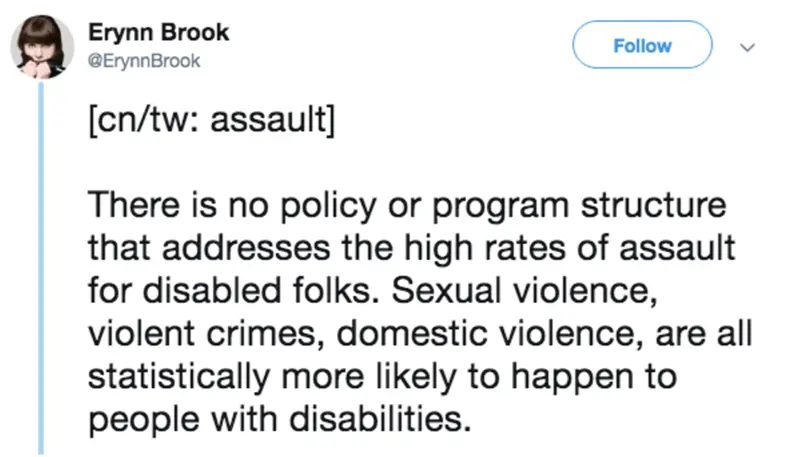 Erynn Brook
@ErynnBrook
Follow
[cn/tw: assault]
There is no policy or program structure
that addresses the high rates of assault
for disabled folks. Sexual violence,
violent crimes, domestic violence, are all
statistically more likely to happen to
people with disabilities.